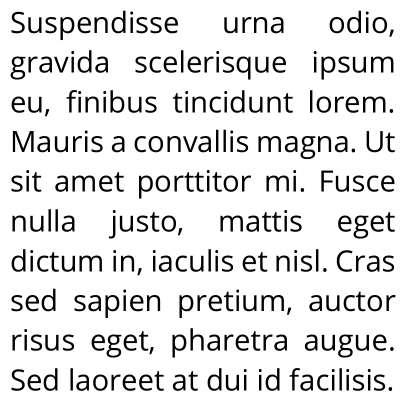 Suspendisse urna odio,
gravida scelerisque ipsum
eu, finibus tincidunt lorem.
Mauris a convallis magna. Ut
sit amet porttitor mi. Fusce
nulla justo, mattis eget
dictum in, iaculis et nisl. Cras
sed sapien pretium, auctor
risus eget, pharetra augue.
Sed laoreet at dui id facilisis.